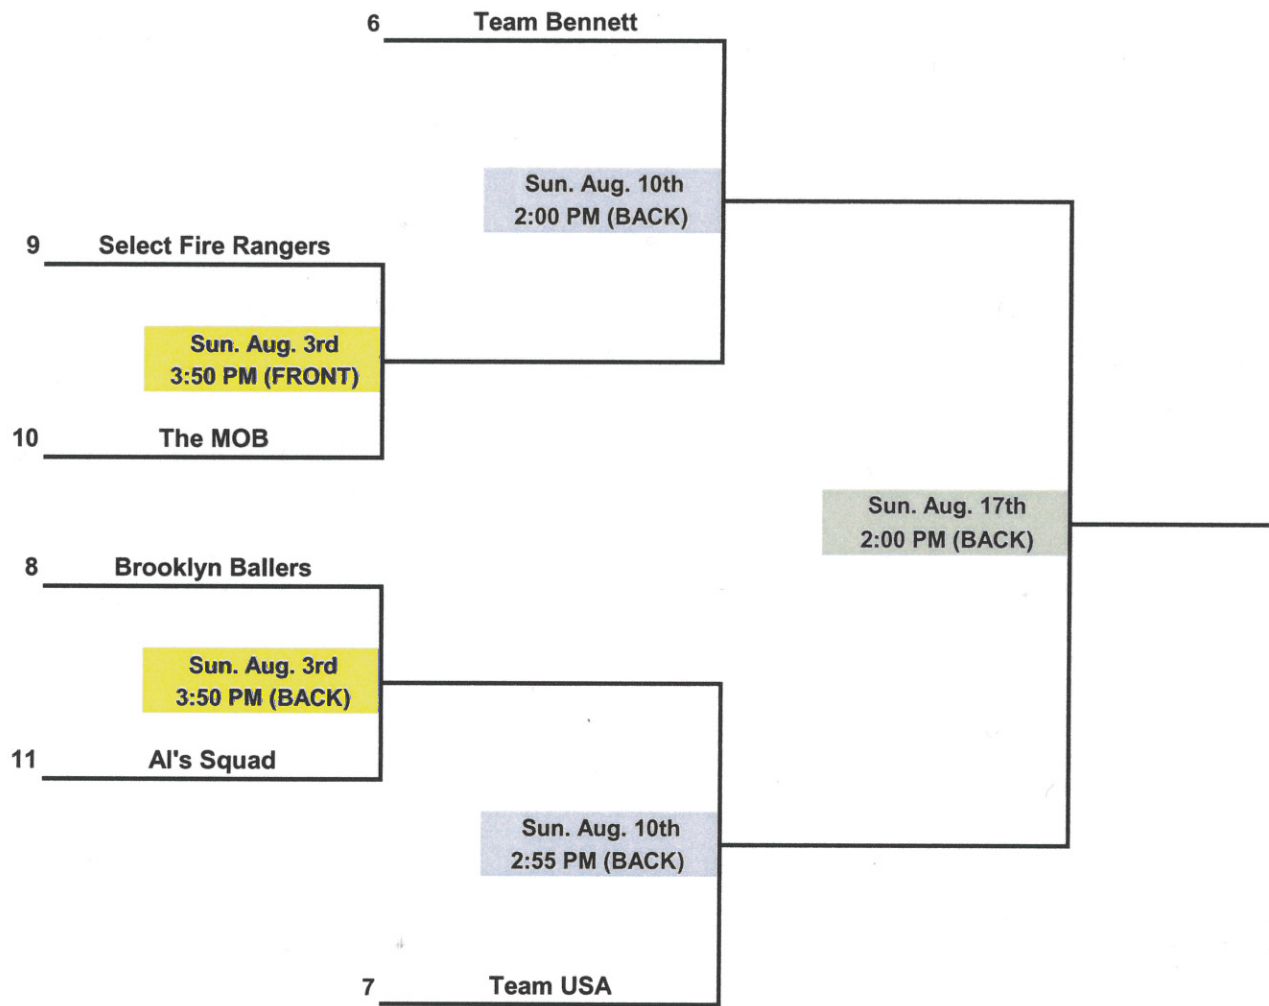 6 Team Bennett
Sun. Aug. 10th
2:00 PM (BACK)
9 Select Fire Rangers
Sun. Aug. 3rd
3:50 PM (FRONT)
10 The MOB
Sun. Aug. 17th
2:00 PM (BACK)
8 Brooklyn Ballers
Sun. Aug. 3rd
3:50 PM (BACK)
11 Al's Squad
Sun. Aug. 10th
2:55 PM (BACK)
7 Team USA